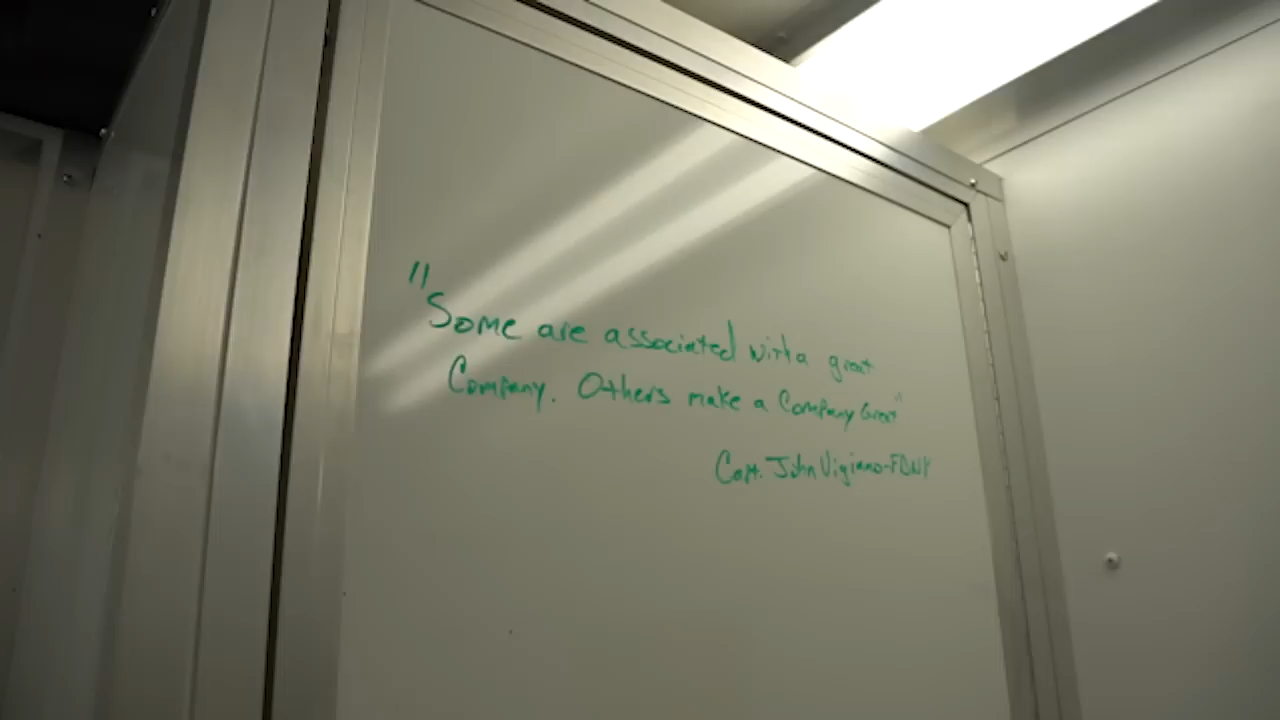 "Some are associated with a great
Company. Others make a Company Great"
Capt. John Vigiano-FDNY